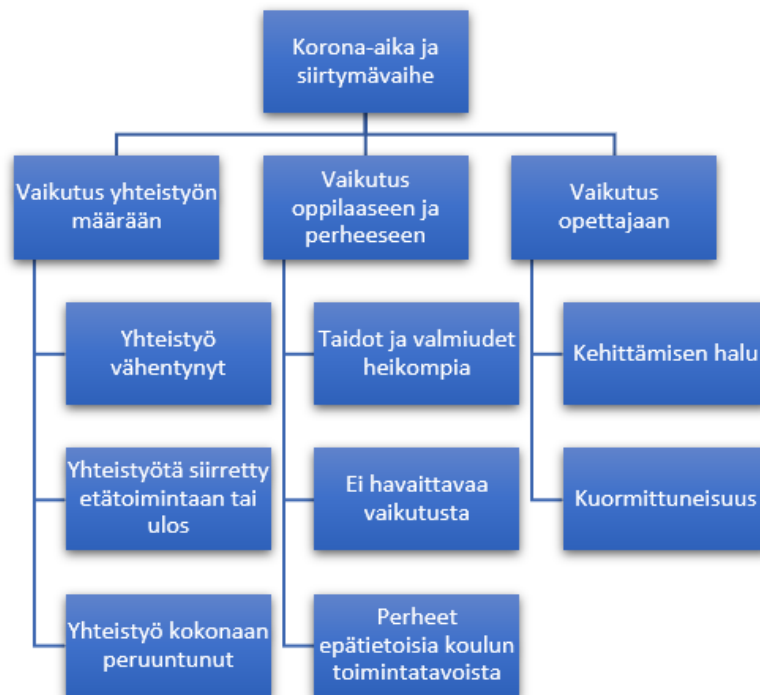 Korona-aika ja
siirtymävaihe
Vaikutus yhteistyön
määrään
Yhteistyö
vähentynyt
Yhteistyötä siirretty
etätoimintaan tai
ulos
Yhteistyö kokonaan
peruuntunut
Vaikutus
oppilaaseen ja
perheeseen
Taidot ja valmiudet
heikompia
Ei havaittavaa
vaikutusta
Perheet
epätietoisia koulun
toimintatavoista
Vaikutus
opettajaan
Kehittämisen halu
Kuormittuneisuus